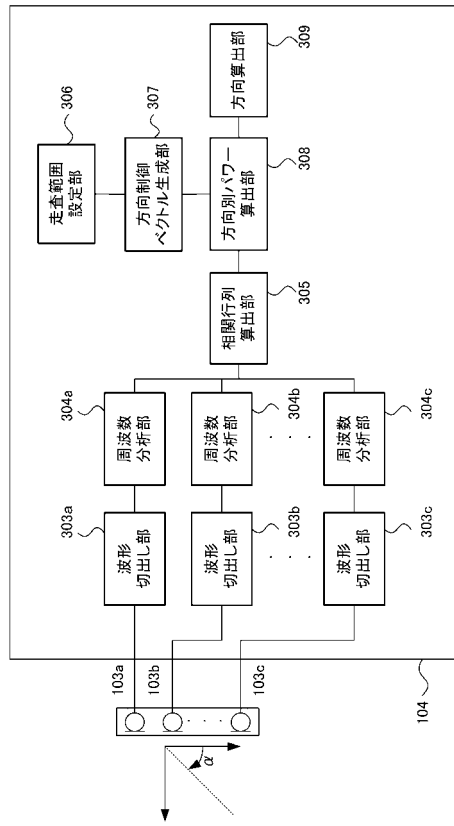 103a
103b
103c
α
104
303a
波形
切出し部
304a
周波数
分析部
303b
波形
切出し部
304b
周波数
分析部
303c
波形
切出し部
304c
周波数
分析部
305
相関行列
算出部
306
走査範囲
設定部
307
方向制御
ベクトル生成部
308
方向別パワー
算出部
309
方向算出部